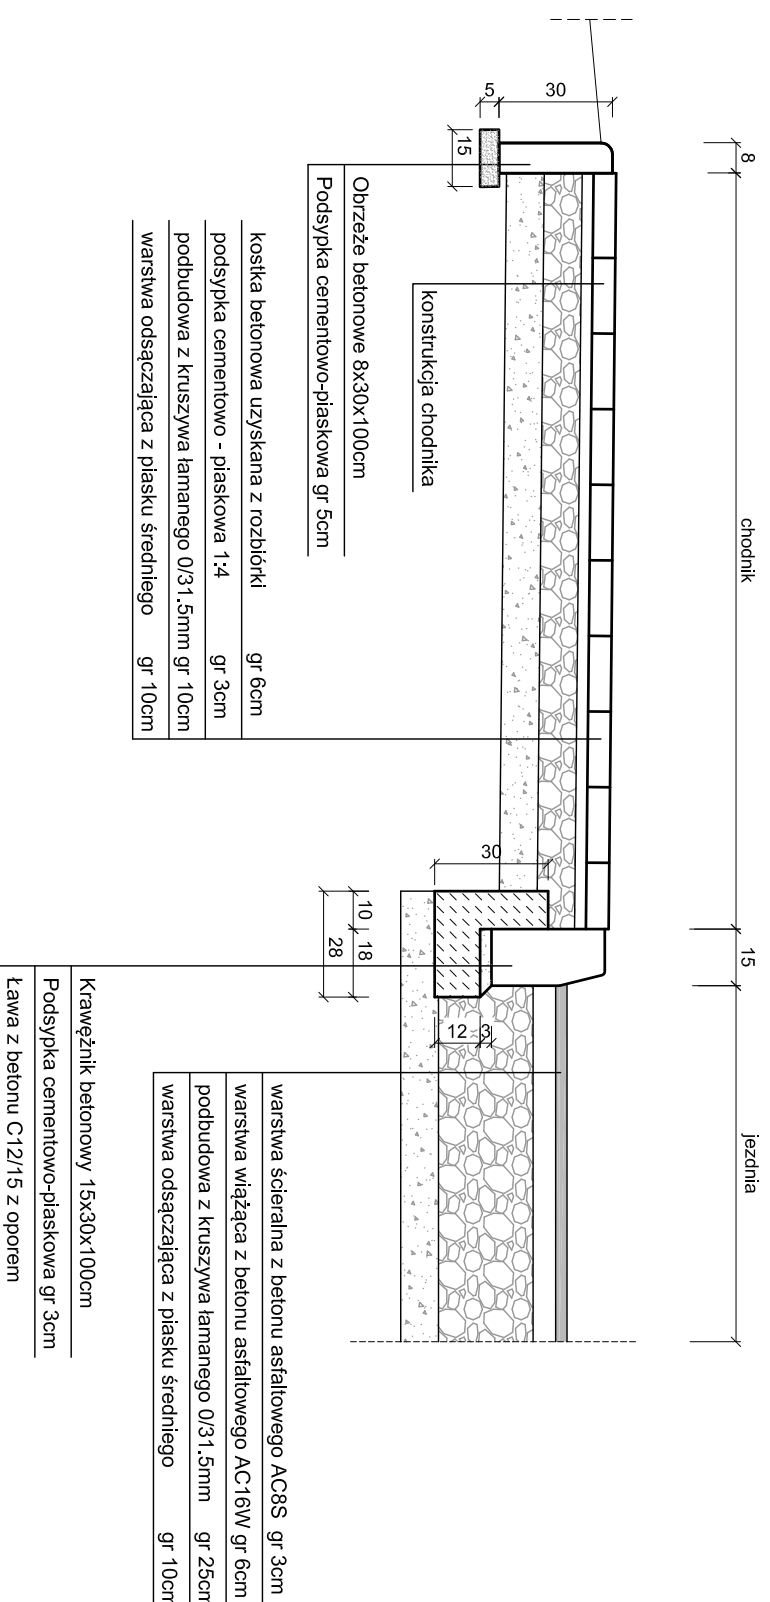 8
chodnik
15
jezdnia
30
5
15
konstrukcja chodnika
Obrzeże betonowe 8x30x100cm
Podsypka cementowo-piaskowa gr 5cm
kostka betonowa uzyskana z rozbiórki gr 6cm
podsypka cementowo - piaskowa 1:4 gr 3cm
podbudowa z kruszywa łamanego 0/31.5mm gr 10cm
warstwa odsączająca z piasku średniego gr 10cm
30
10
18
28
12
3
warstwa ścieralna z betonu asfaltowego AC8S gr 3cm
warstwa wiążąca z betonu asfaltowego AC16W gr 6cm
podbudowa z kruszywa łamanego 0/31.5mm gr 25cm
warstwa odsączająca z piasku średniego gr 10cm
Krawężnik betonowy 15x30x100cm
Podsypka cementowo-piaskowa gr 3cm
Ława z betonu C12/15 z oporem